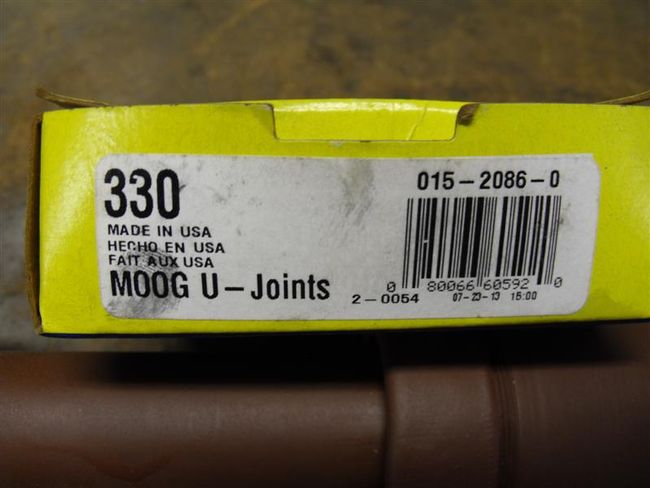 330
MADE IN USA
HECHO EN USA
FAIT AUX USA
MOOG U-Joints
015-2086-0
0 80066 60592 0
2-0054 07-23-13 15:00